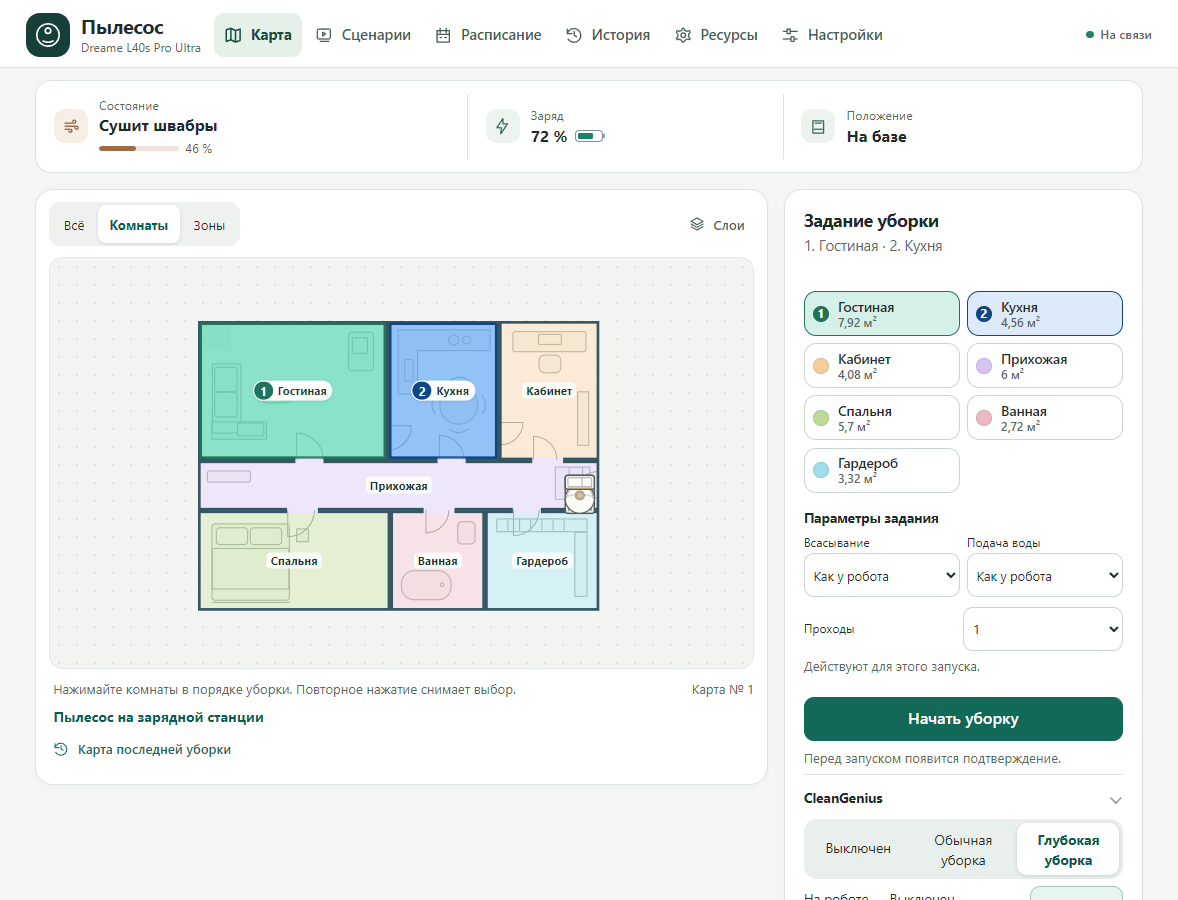 Пылесос
Dreame L40s Pro Ultra
Карта
Сценарии
Расписание
История
Ресурсы
Настройки
На связи
Состояние
Сушит швабры
46 %
Заряд
72 %
Положение
На базе
Всё
Комнаты
Зоны
Слои
1 Гостиная
2 Кухня
Кабинет
Прихожая
Спальня
Ванная
Гардероб
Нажимайте комнаты в порядке уборки. Повторное нажатие снимает выбор.
Карта № 1
Пылесос на зарядной станции
Карта последней уборки
Задание уборки
1. Гостиная · 2. Кухня
1 Гостиная
7,92 м²
2 Кухня
4,56 м²
Кабинет
4,08 м²
Прихожая
6 м²
Спальня
5,7 м²
Ванная
2,72 м²
Гардероб
3,32 м²
Параметры задания
Всасывание
Подача воды
Как у робота
Как у робота
Проходы
1
Действуют для этого запуска.
Начать уборку
Перед запуском появится подтверждение.
CleanGenius
Выключен
Обычная
уборка
Глубокая
уборка
На роботе
Выключен